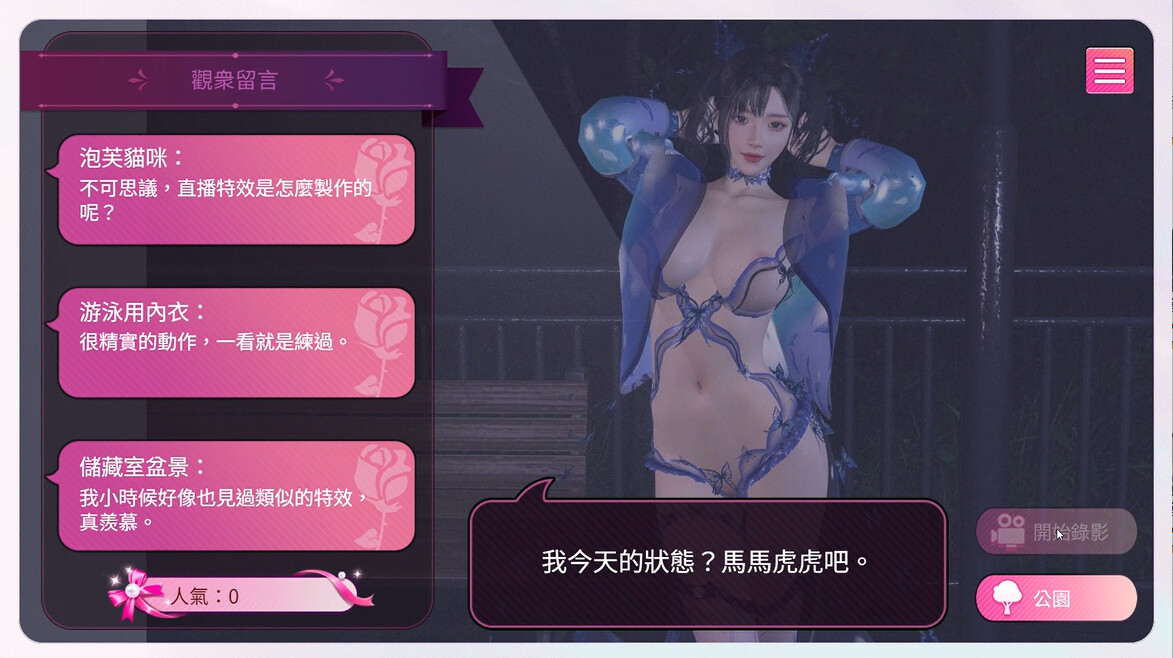 觀衆留言
泡芙貓咪：
不可思議，直播特效是怎麼製作的
呢？
游泳用內衣：
很精實的動作，一看就是練過。
儲藏室盆景：
我小時候好像也見過類似的特效，
真羨慕。
人氣：0
我今天的狀態？馬馬虎虎吧。
開始錄影
公園